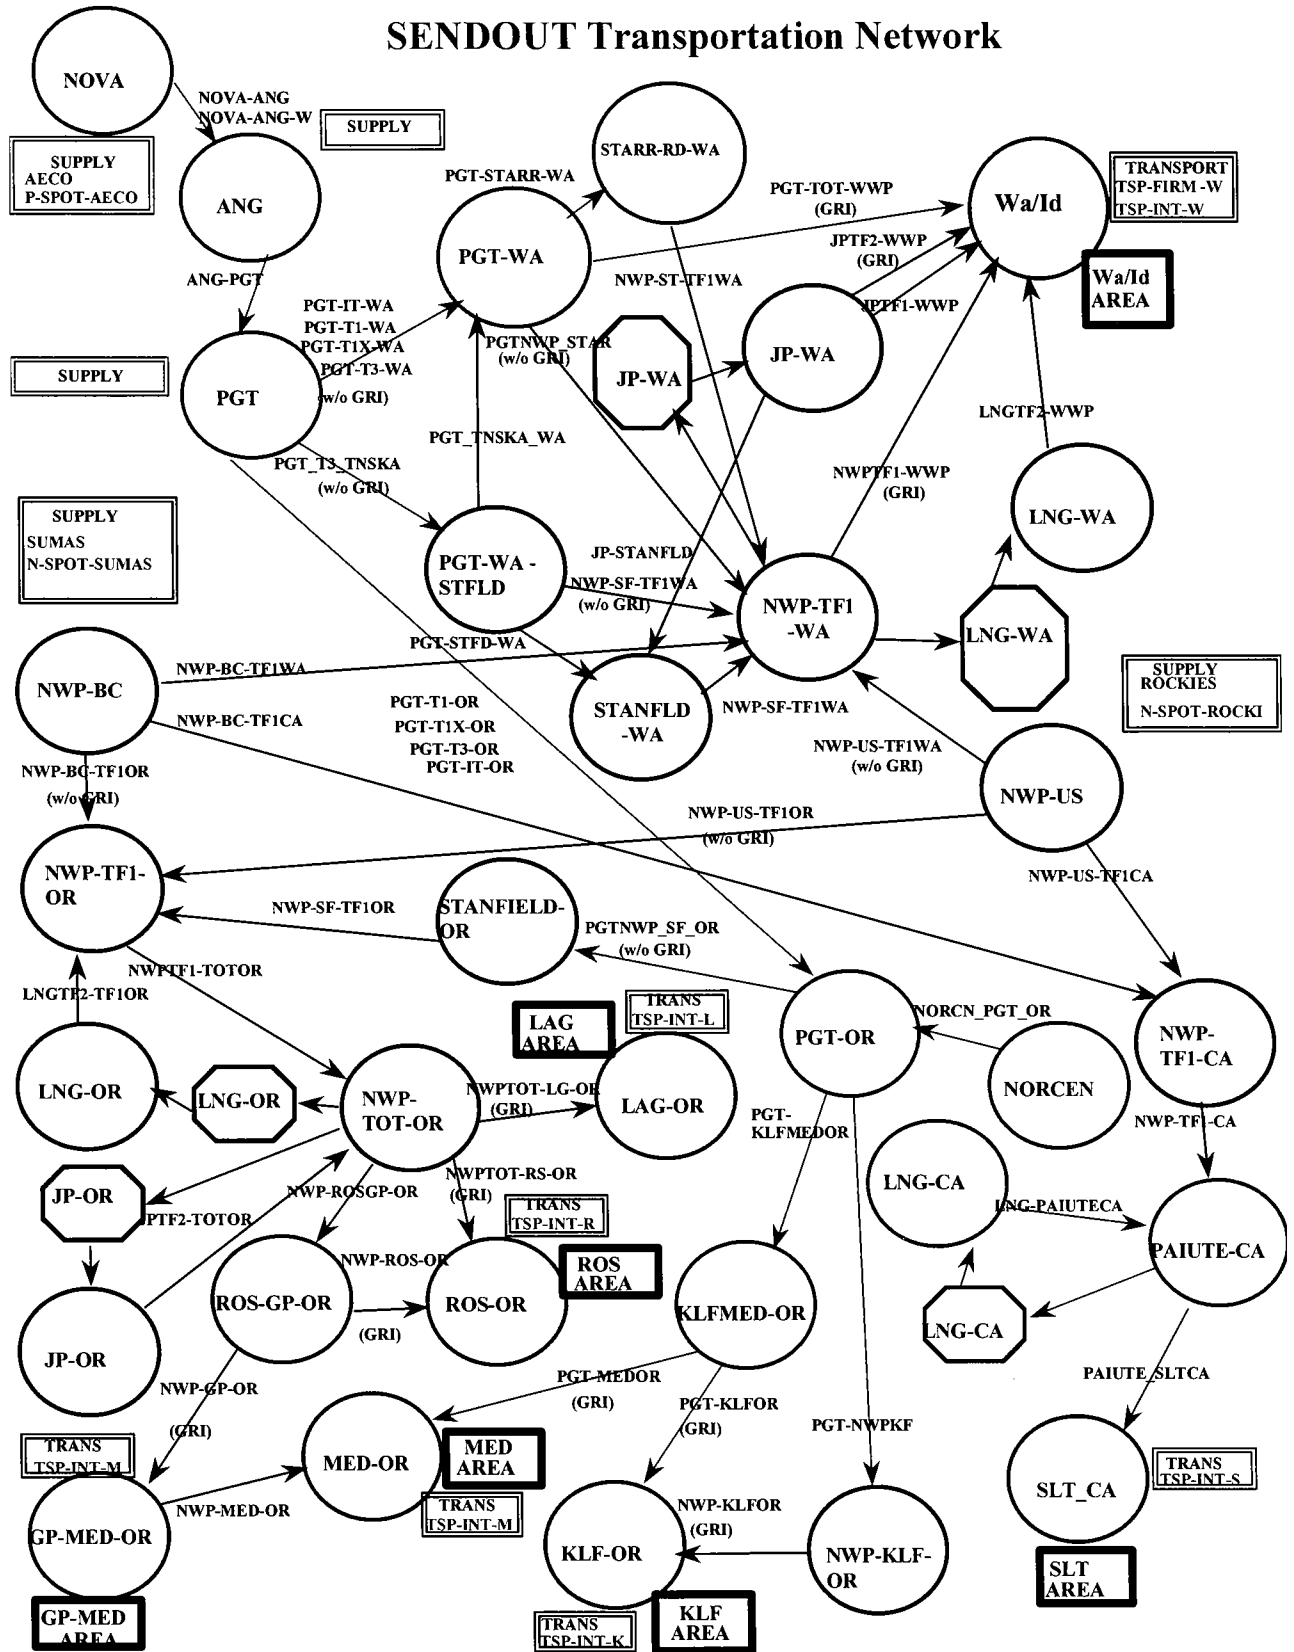 SENDOUT Transportation Network
NOVA
NOVA-ANG
NOVA-ANG-W
SUPPLY
SUPPLY
AECO
P-SPOT-AECO
ANG
STARR-RD-WA
PGT-STARR-WA
PGT-TOT-WWP
(GRI)
Wa/Id
TRANSPORT
TSP-FIRM -W
TSP-INT-W
PGT-WA
JPTF2-WWP
(GRI)
Wa/Id
AREA
ANG-PGT
NWP-ST-TF1WA
JPTF1-WWP
PGT-IT-WA
PGT-T1-WA
PGT-T1X-WA
PGT-T3-WA
(w/o GRI)
PGTNWP_STAR
(w/o GRI)
JP-WA
JP-WA
SUPPLY
PGT
LNGTF2-WWP
PGT_TNSKA_WA
PGT_T3_TNSKA
(w/o GRI)
NWPTF1-WWP
(GRI)
LNG-WA
SUPPLY
SUMAS
N-SPOT-SUMAS
PGT-WA -
STFLD
JP-STANFLD
NWP-SF-TF1WA
(w/o GRI)
NWP-TF1
-WA
LNG-WA
PGT-STFD-WA
NWP-BC
NWP-BC-TF1WA
NWP-BC-TF1CA
SUPPLY
ROCKIES
N-SPOT-ROCKI
PGT-T1-OR
PGT-T1X-OR
PGT-T3-OR
PGT-IT-OR
STANFLD
-WA
NWP-SF-TF1WA
NWP-US-TF1WA
(w/o GRI)
NWP-US
NWP-BC-TF1OR
(w/o GRI)
NWP-US-TF1OR
(w/o GRI)
NWP-TF1-
OR
NWP-US-TF1CA
NWP-SF-TF1OR
STANFIELD-
OR
PGTNWP_SF_OR
(w/o GRI)
NWPTF1-TOTOR
LNGTF2-TF1OR
LAG
AREA
TRANS
TSP-INT-L
PGT-OR
NORCN_PGT_OR
NWP-
TF1-CA
NORCEN
LNG-OR
LNG-OR
NWP-
TOT-OR
NWPTOT-LG-OR
(GRI)
LAG-OR
PGT-
KLFMEDOR
NWP-TF1-CA
JP-OR
PTF2-TOTOR
NWP-ROSGP-OR
NWPTOT-RS-OR
(GRI)
TRANS
TSP-INT-R
LNG-CA
LNG-PAIUTECA
PAIUTE-CA
NWP-ROS-OR
(GRI)
ROS
AREA
ROS-GP-OR
ROS-OR
KLFMED-OR
LNG-CA
JP-OR
NWP-GP-OR
(GRI)
PGT-MEDOR
(GRI)
PGT-KLFOR
(GRI)
PAIUTE_SLTCA
PGT-NWPKF
TRANS
TSP-INT-M
MED-OR
MED
AREA
TRANS
TSP-INT-M
SLT_CA
TRANS
TSP-INT-S
NWP-MED-OR
GP-MED-OR
NWP-KLFOR
(GRI)
KLF-OR
NWP-KLF-
OR
SLT
AREA
GP-MED
AREA
TRANS
TSP-INT-K
KLF
AREA